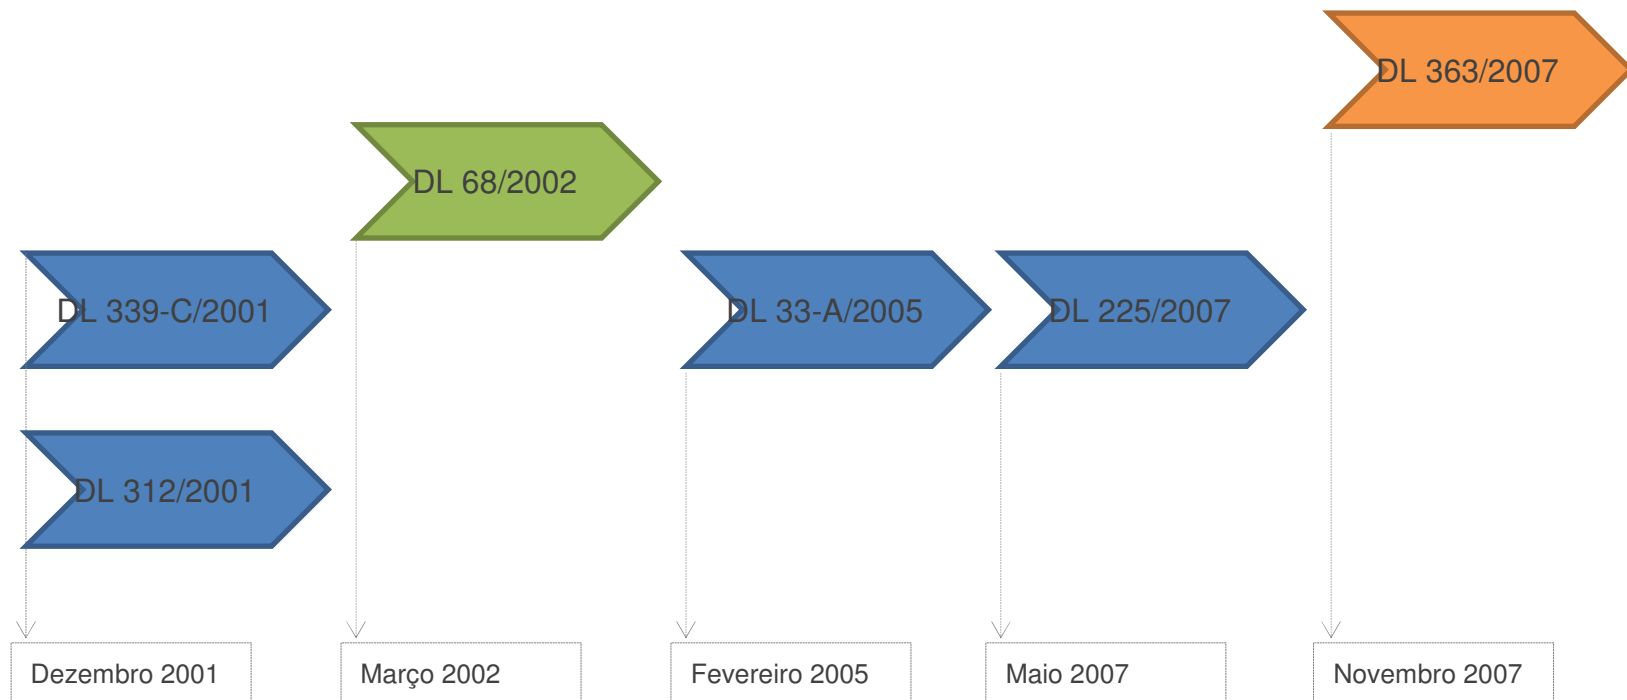 DL 363/2007
DL 68/2002
DL 339-C/2001
DL 33-A/2005
DL 225/2007
DL 312/2001
Dezembro 2001
Março 2002
Fevereiro 2005
Maio 2007
Novembro 2007